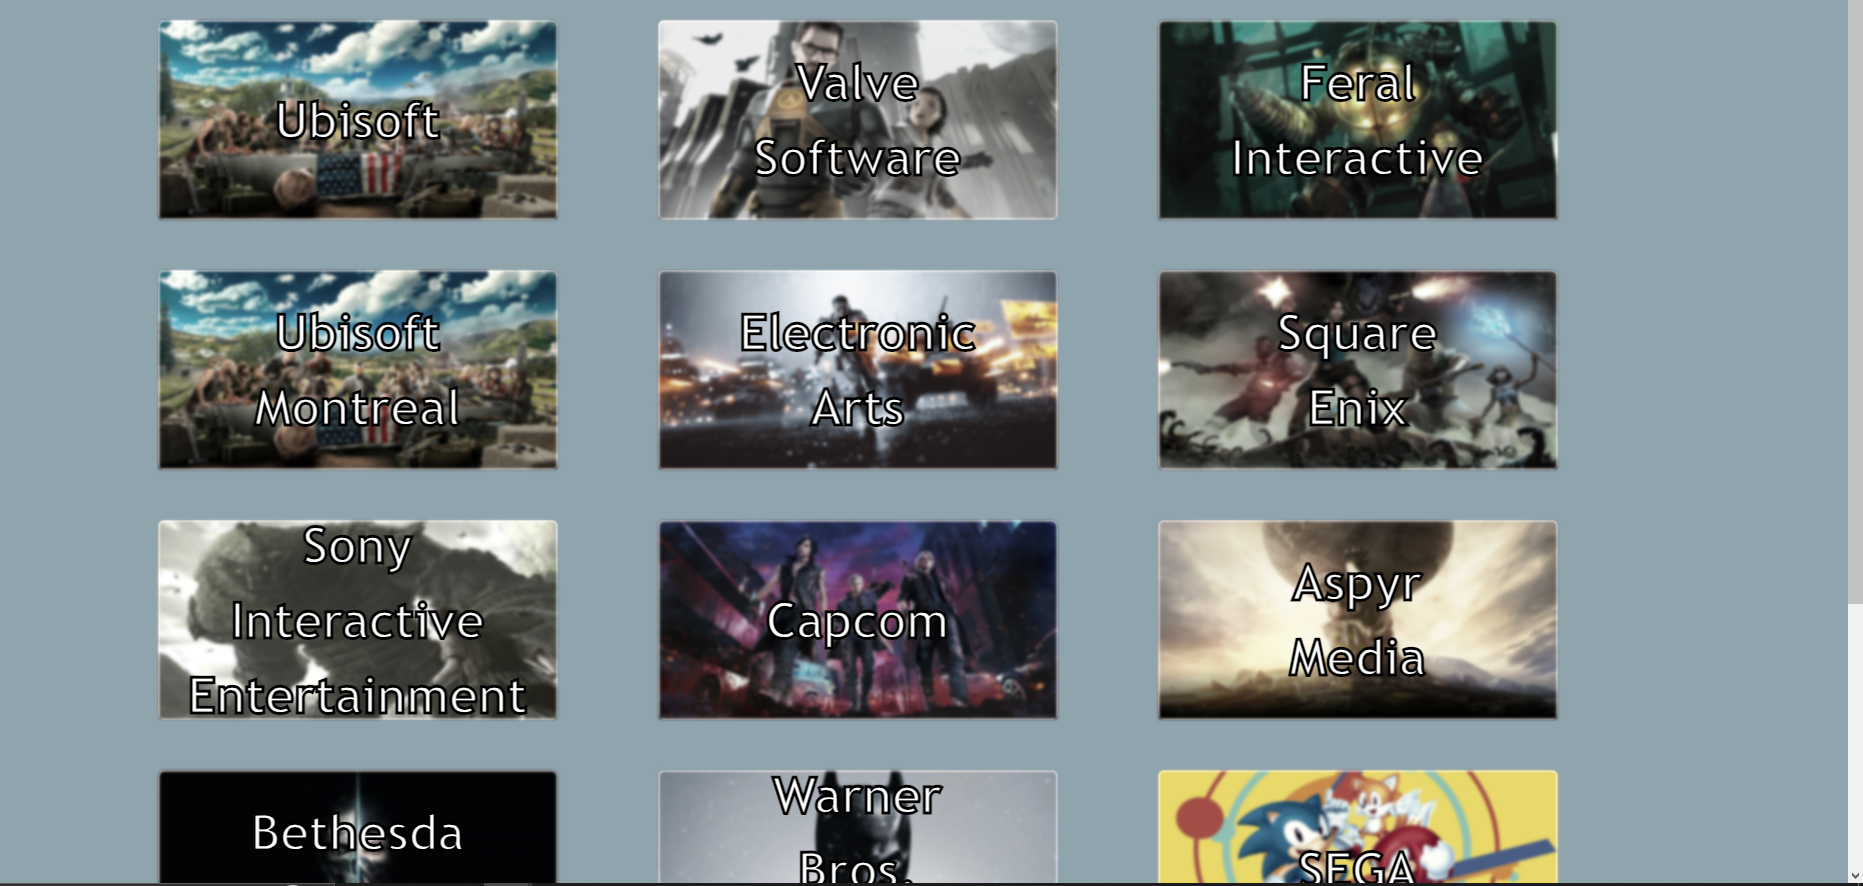 Ubisoft
Valve
Software
Feral
Interactive
Ubisoft
Montreal
Electronic
Arts
Square
Enix
Sony
Interactive
Entertainment
Capcom
Aspyr
Media
Bethesda
Warner
Bros.
SEGA